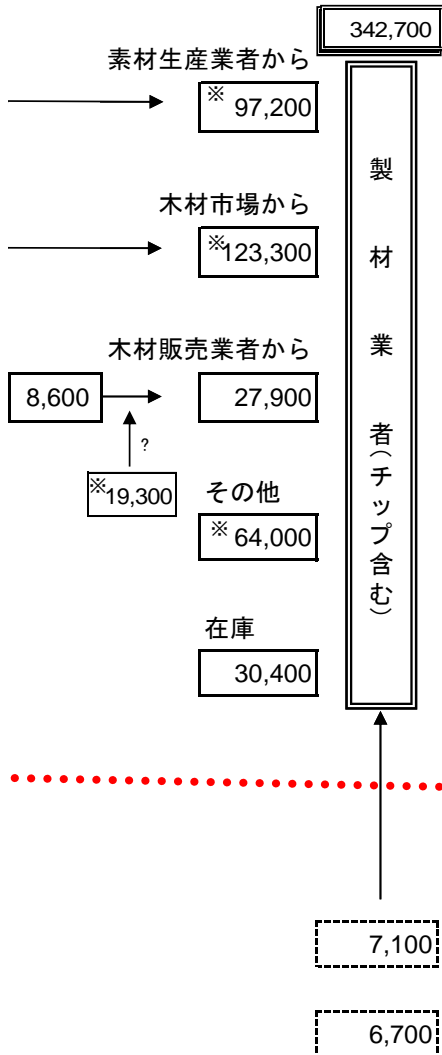 342,700
素材生産業者から
※ 97,200
木材市場から
※123,300
木材販売業者から
8,600
27,900
?
※19,300
その他
※ 64,000
在庫
30,400
製材業者(チップ含む)
7,100
6,700